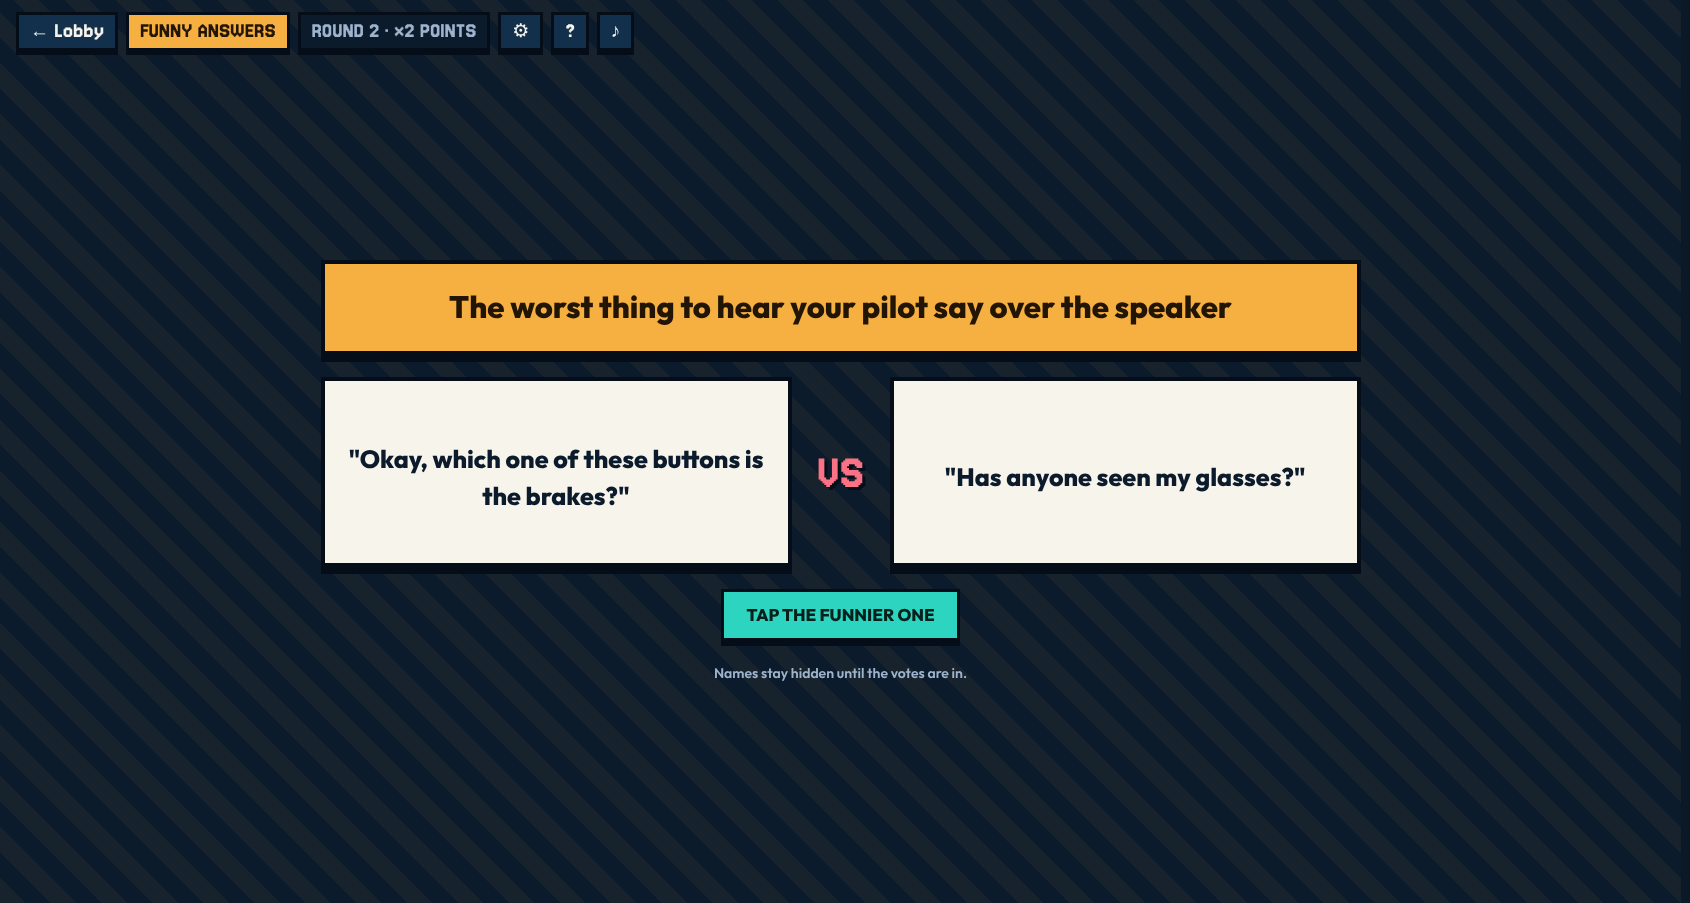 ← Lobby
FUNNY ANSWERS
ROUND 2 · ×2 POINTS
⚙
?
♪
The worst thing to hear your pilot say over the speaker
"Okay, which one of these buttons is
the brakes?"
VS
"Has anyone seen my glasses?"
TAP THE FUNNIER ONE
Names stay hidden until the votes are in.